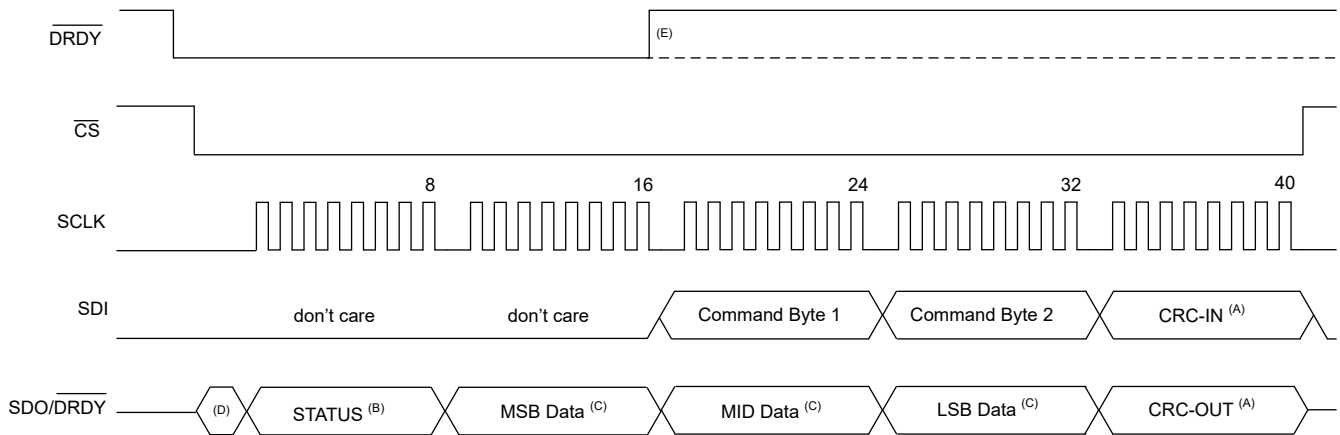 DRDY
(E)
CS
8 16 24 32 40
SCLK
SDI
don't care don't care Command Byte 1 Command Byte 2 CRC-IN (A)
SDO/DRDY
(D) STATUS (B) MSB Data (C) MID Data (C) LSB Data (C) CRC-OUT (A)